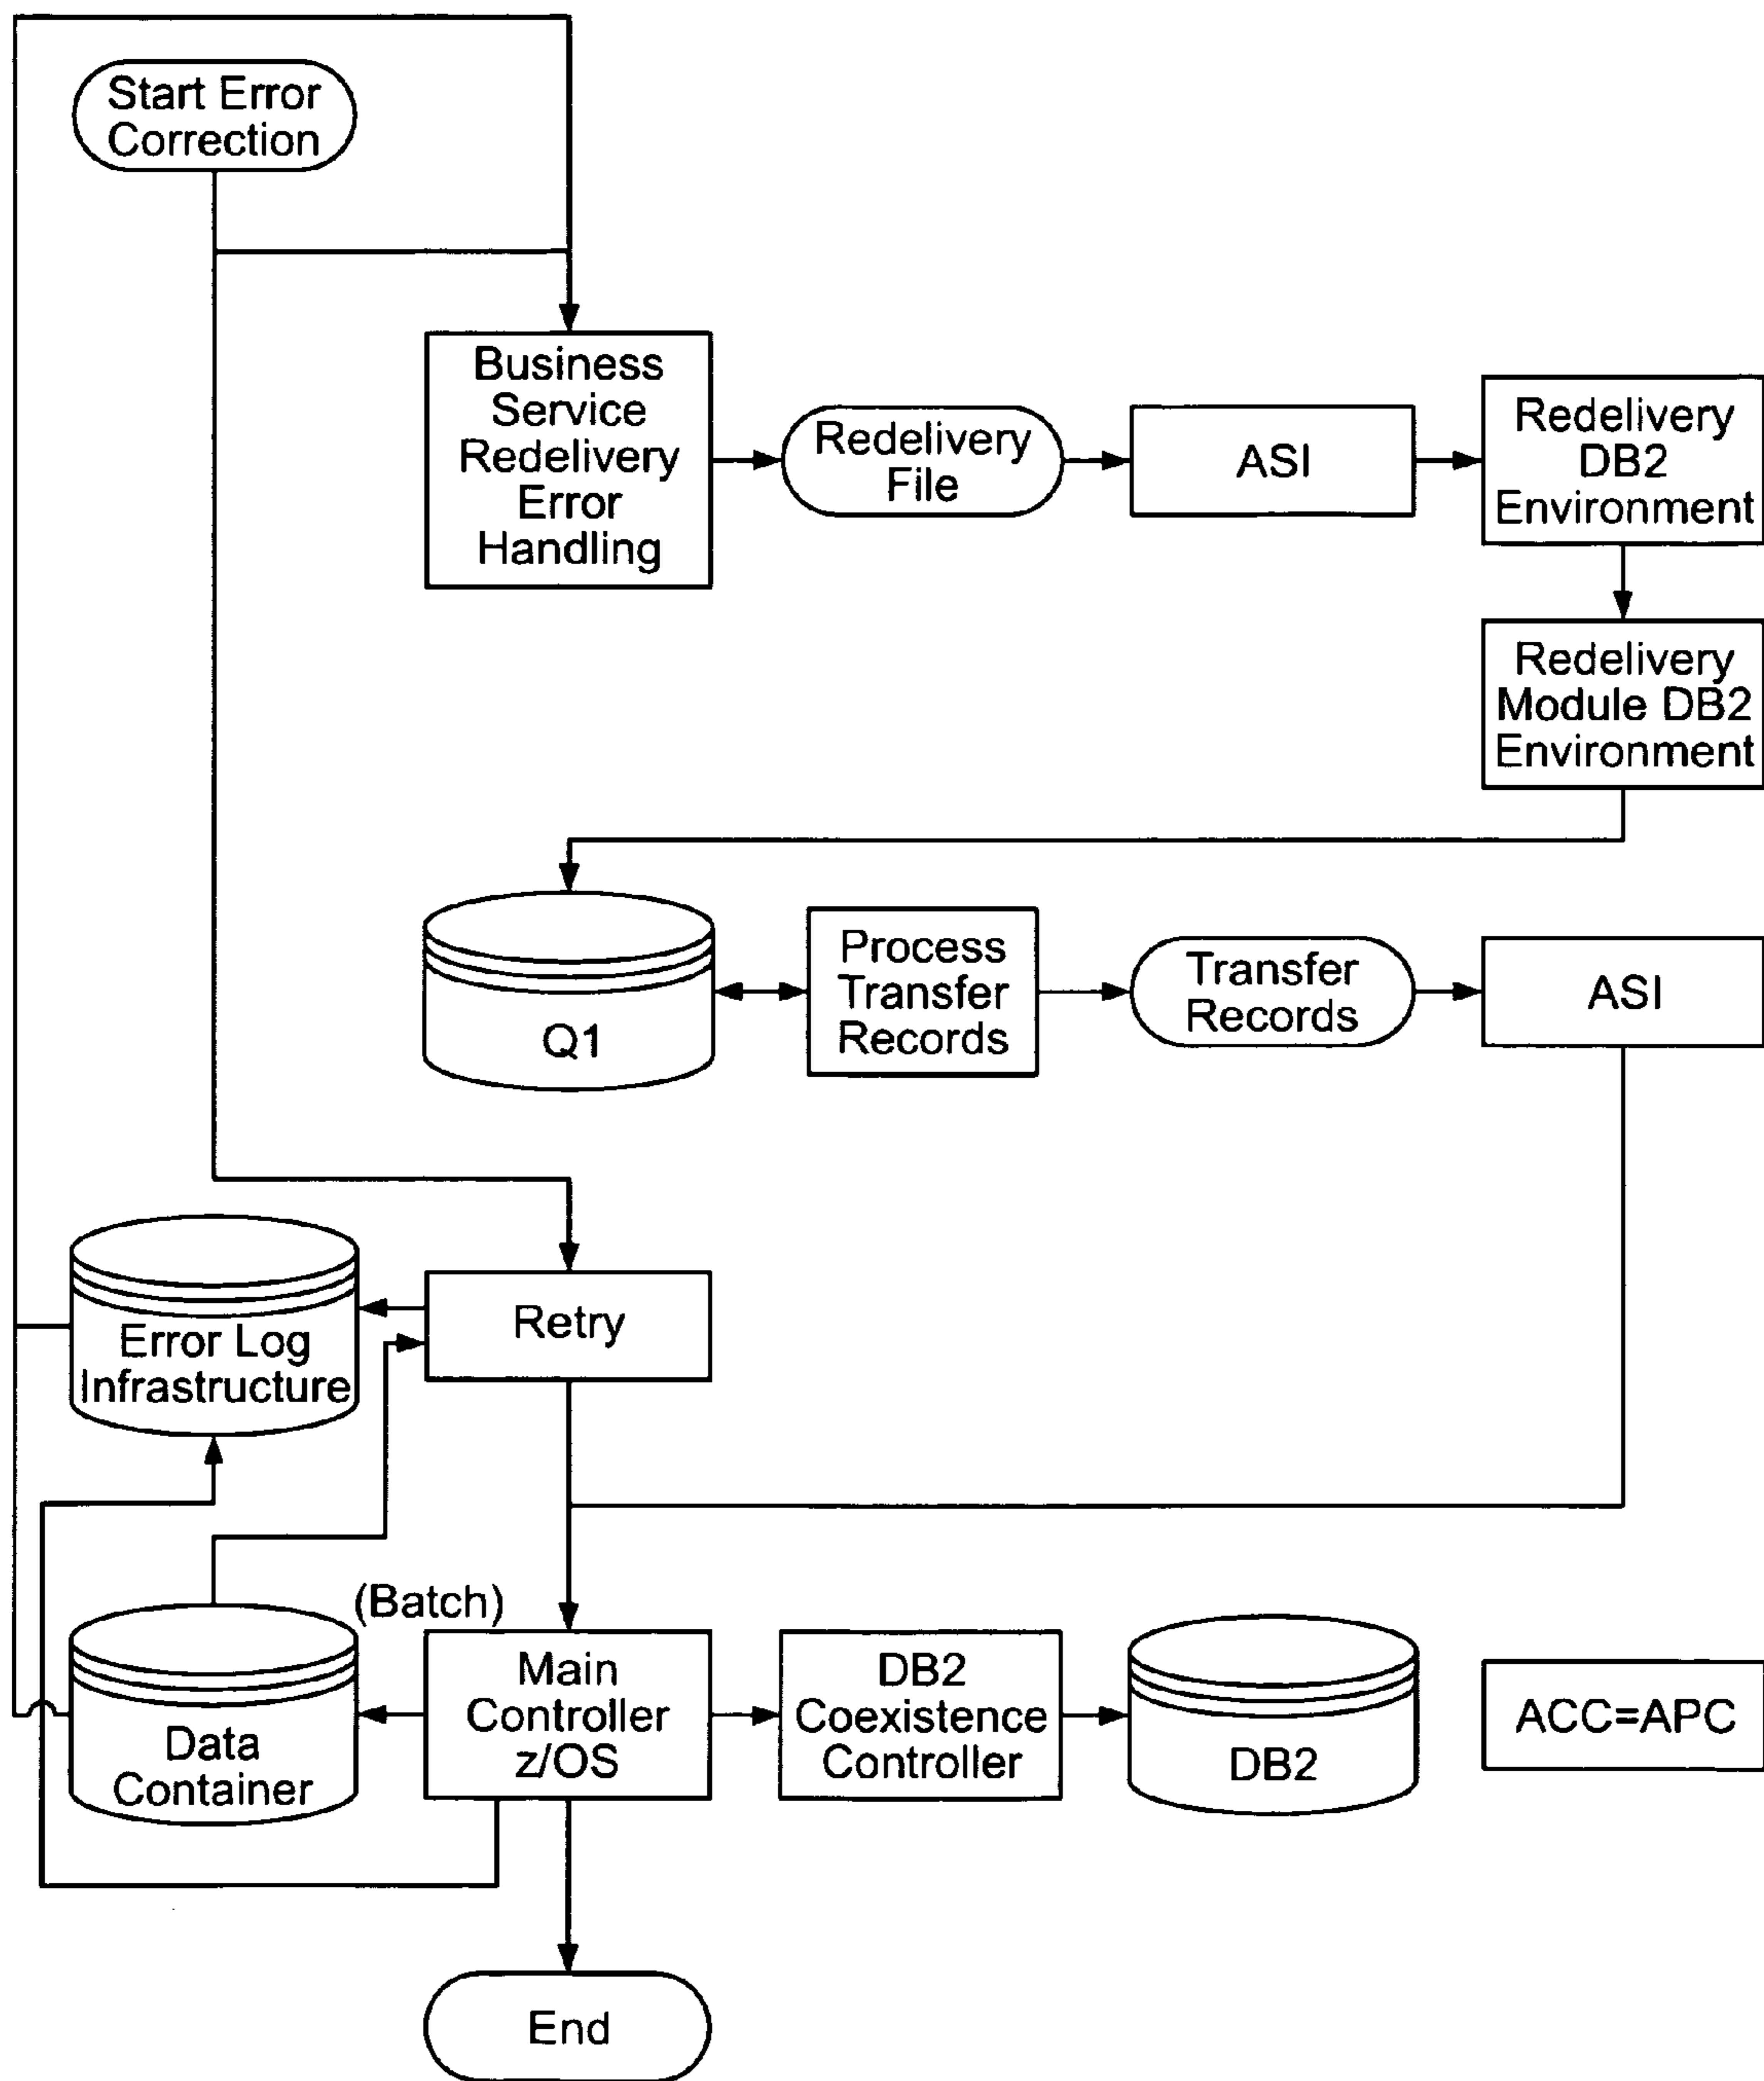 Start Error
Correction
Business
Service
Redelivery
Error
Handling
Redelivery
File
ASI
Redelivery
DB2
Environment
Redelivery
Module DB2
Environment
Q1
Process
Transfer
Records
Transfer
Records
ASI
Retry
Error Log
Infrastructure
(Batch)
Data
Container
Main
Controller
z/OS
DB2
Coexistence
Controller
DB2
ACC=APC
End